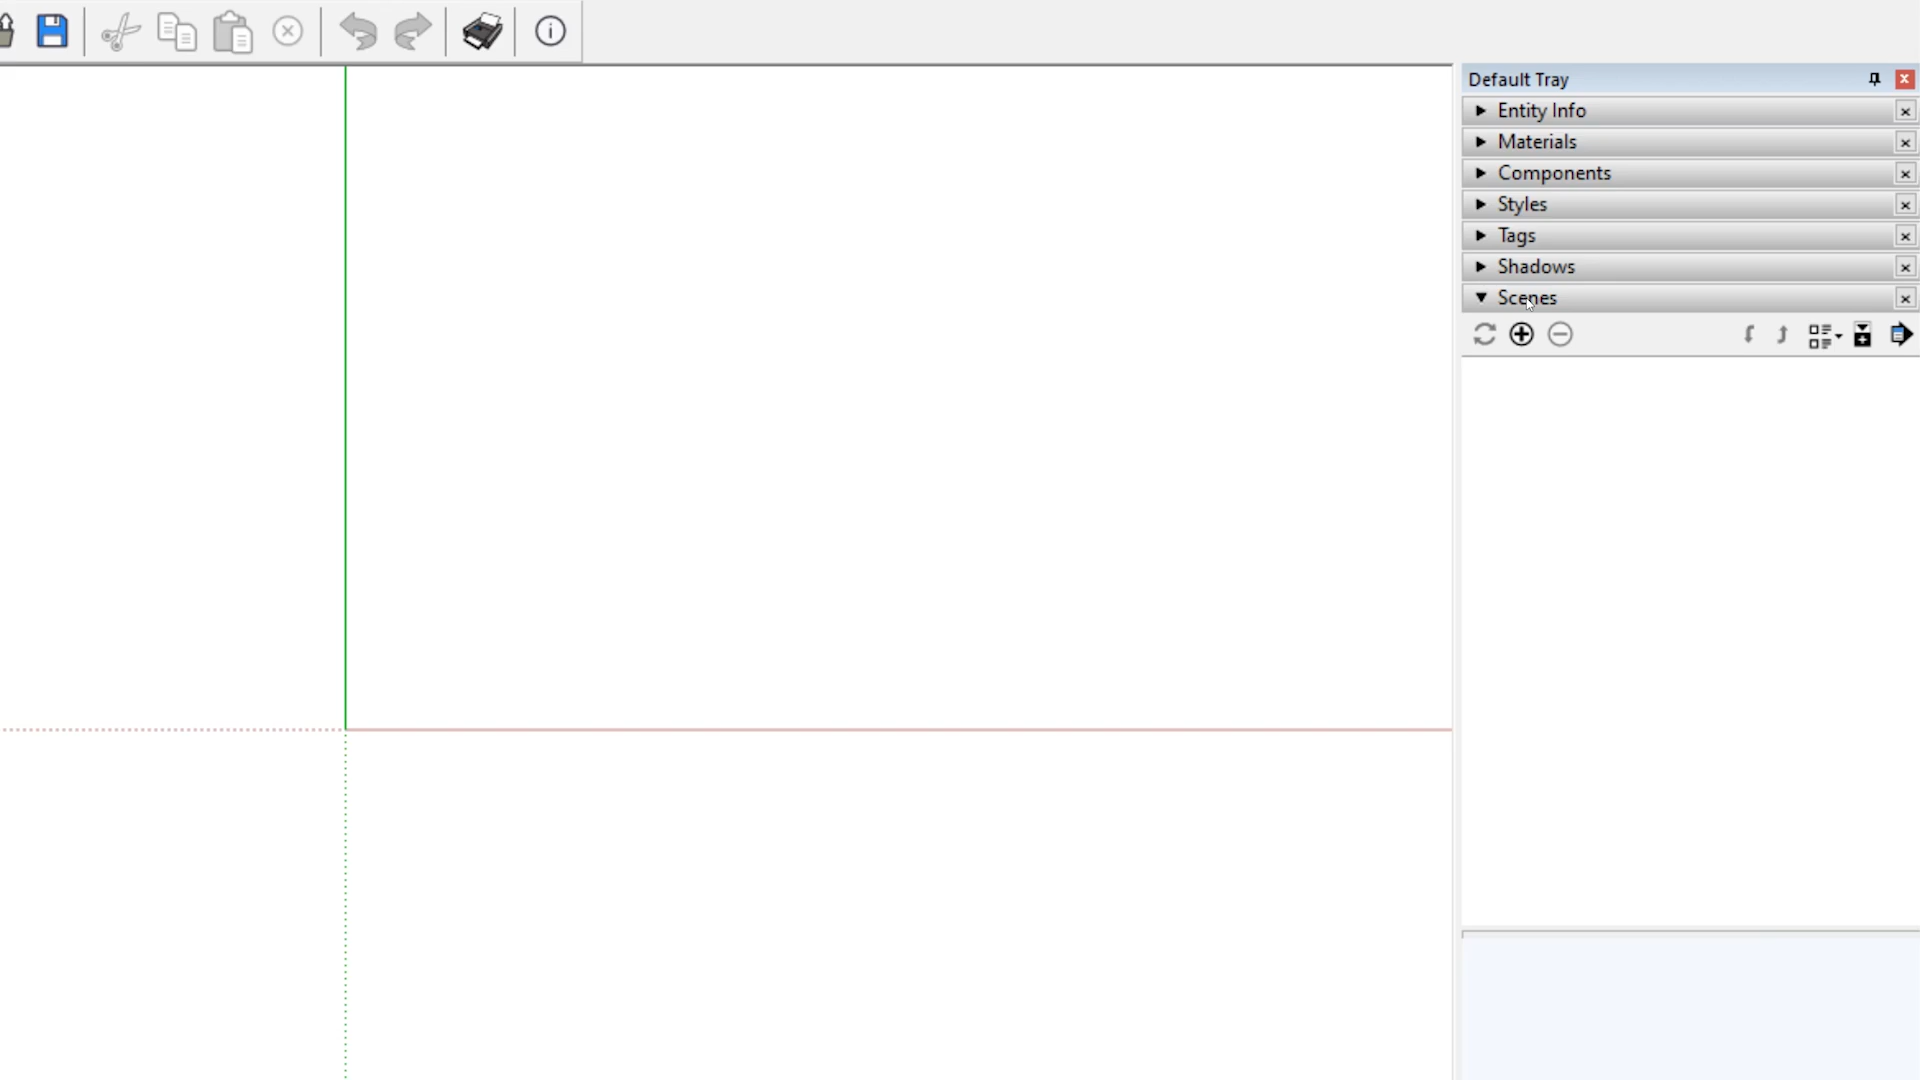 Default Tray
Entity Info
Materials
Components
Styles
Tags
Shadows
Scenes